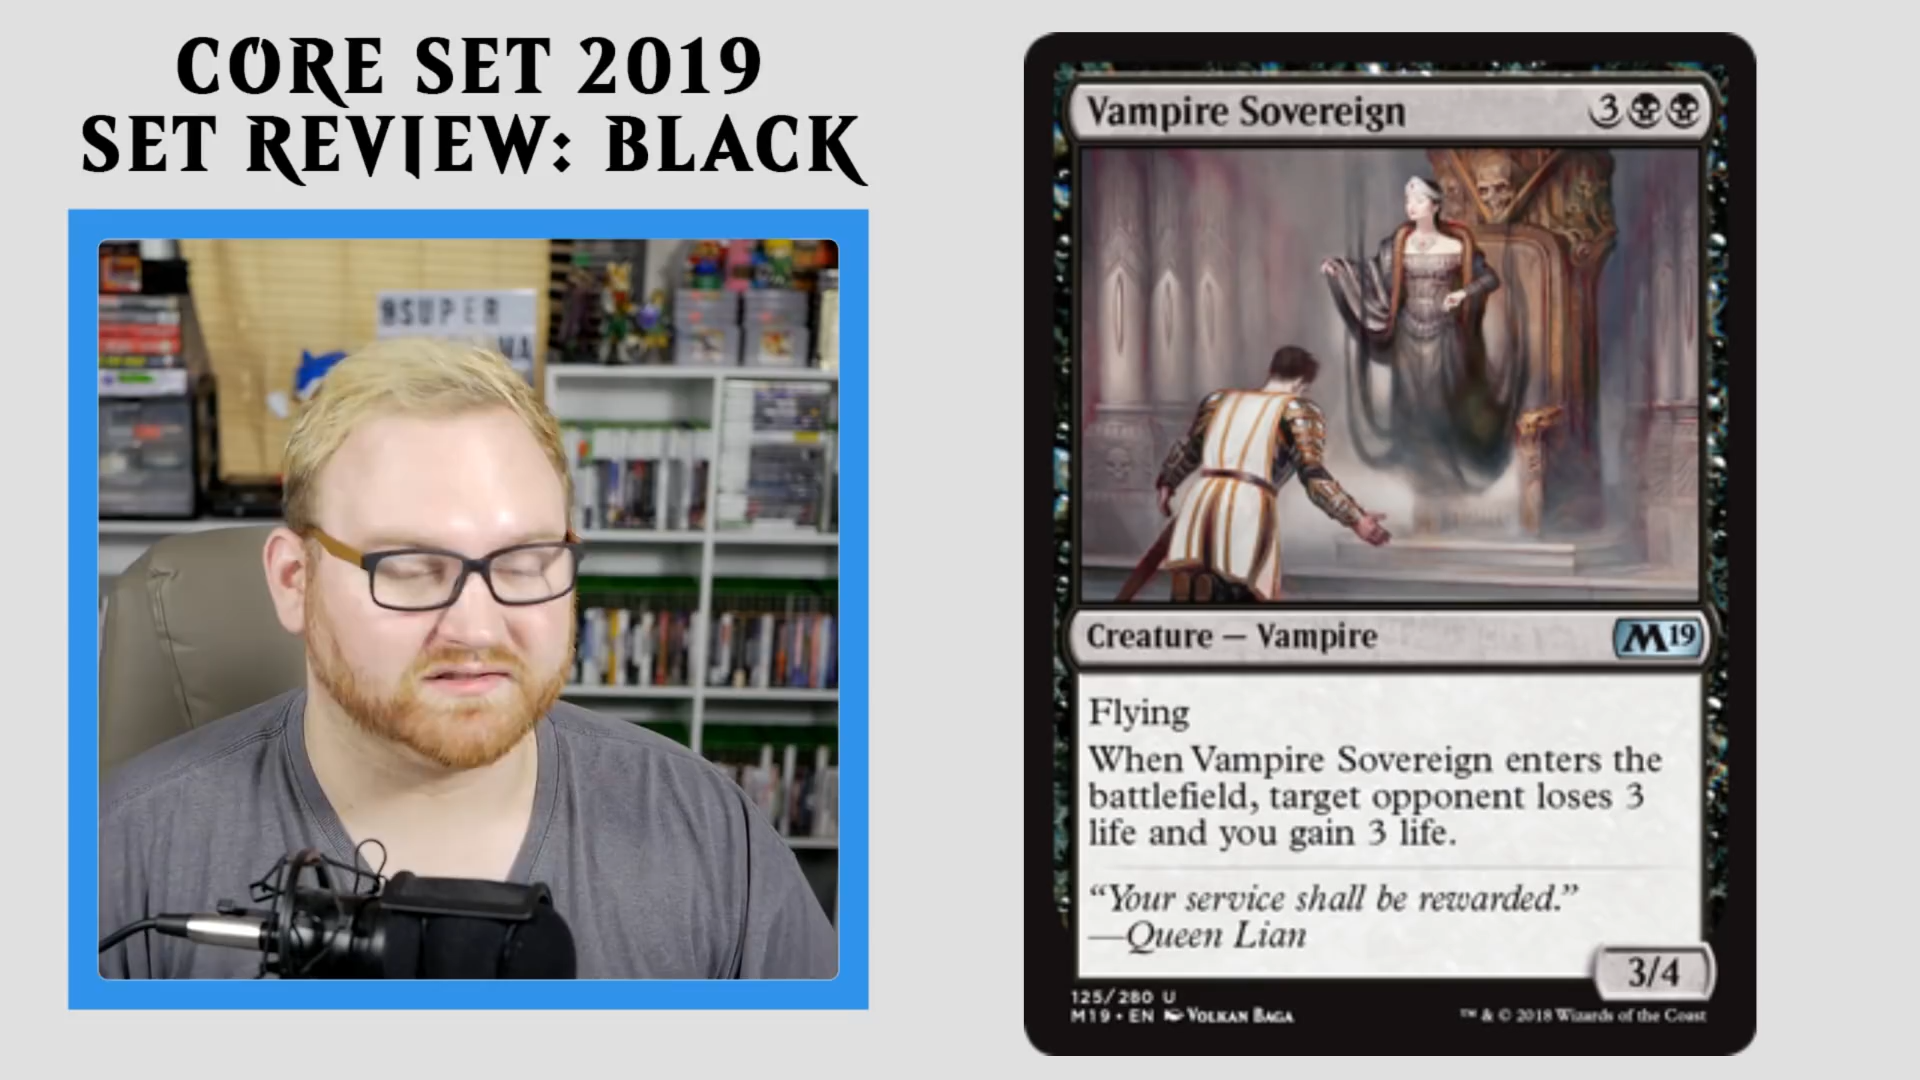 CORE SET 2019
SET REVIEW: BLACK
SUPER
Vampire Sovereign 3
Creature — Vampire M19
Flying
When Vampire Sovereign enters the
battlefield, target opponent loses 3
life and you gain 3 life.
“Your service shall be rewarded.”
—Queen Lian
3/4
125/280 U
M19 • EN VOLKAN BAGA
™ & © 2018 Wizards of the Coast